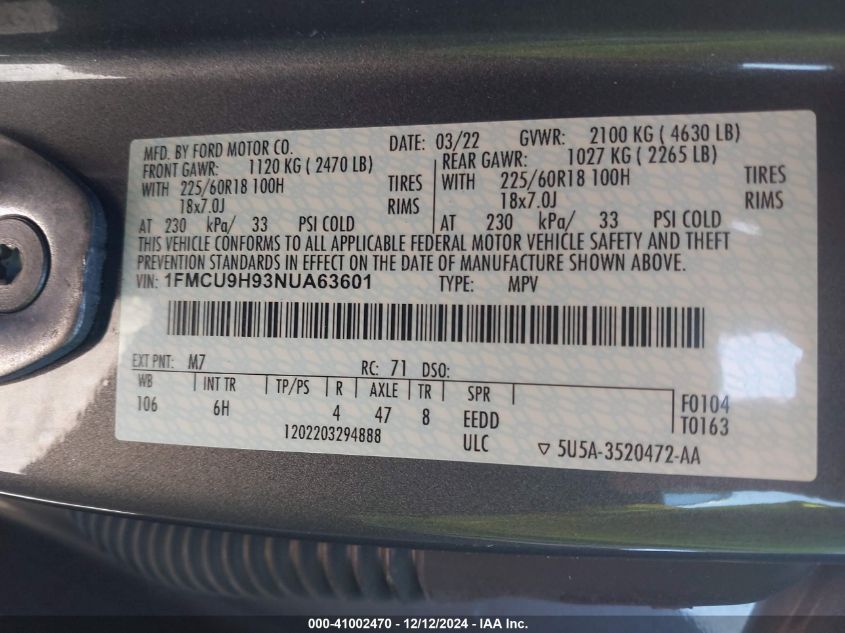 MFD. BY FORD MOTOR CO. DATE: 03/22 GVWR: 2100 KG ( 4630 LB)
FRONT GAWR: 1120 KG ( 2470 LB) REAR GAWR: 1027 KG ( 2265 LB)
WITH 225/60R18 100H TIRES WITH 225/60R18 100H TIRES
18x7.0J RIMS 18x7.0J RIMS
AT 230 kPa/ 33 PSI COLD AT 230 kPa/ 33 PSI COLD
THIS VEHICLE CONFORMS TO ALL APPLICABLE FEDERAL MOTOR VEHICLE SAFETY AND THEFT
PREVENTION STANDARDS IN EFFECT ON THE DATE OF MANUFACTURE SHOWN ABOVE.
VIN: 1FMCU9H93NUA63601 TYPE: MPV
EXT PNT: M7 RC: 71 DSO:
WB INT TR TP/PS R AXLE TR SPR
106 6H 4 47 8 EEDD F0104
1202203294888 ULC T0163
▽ 5U5A-3520472-AA
000-41002470 - 12/12/2024 - IAA Inc.